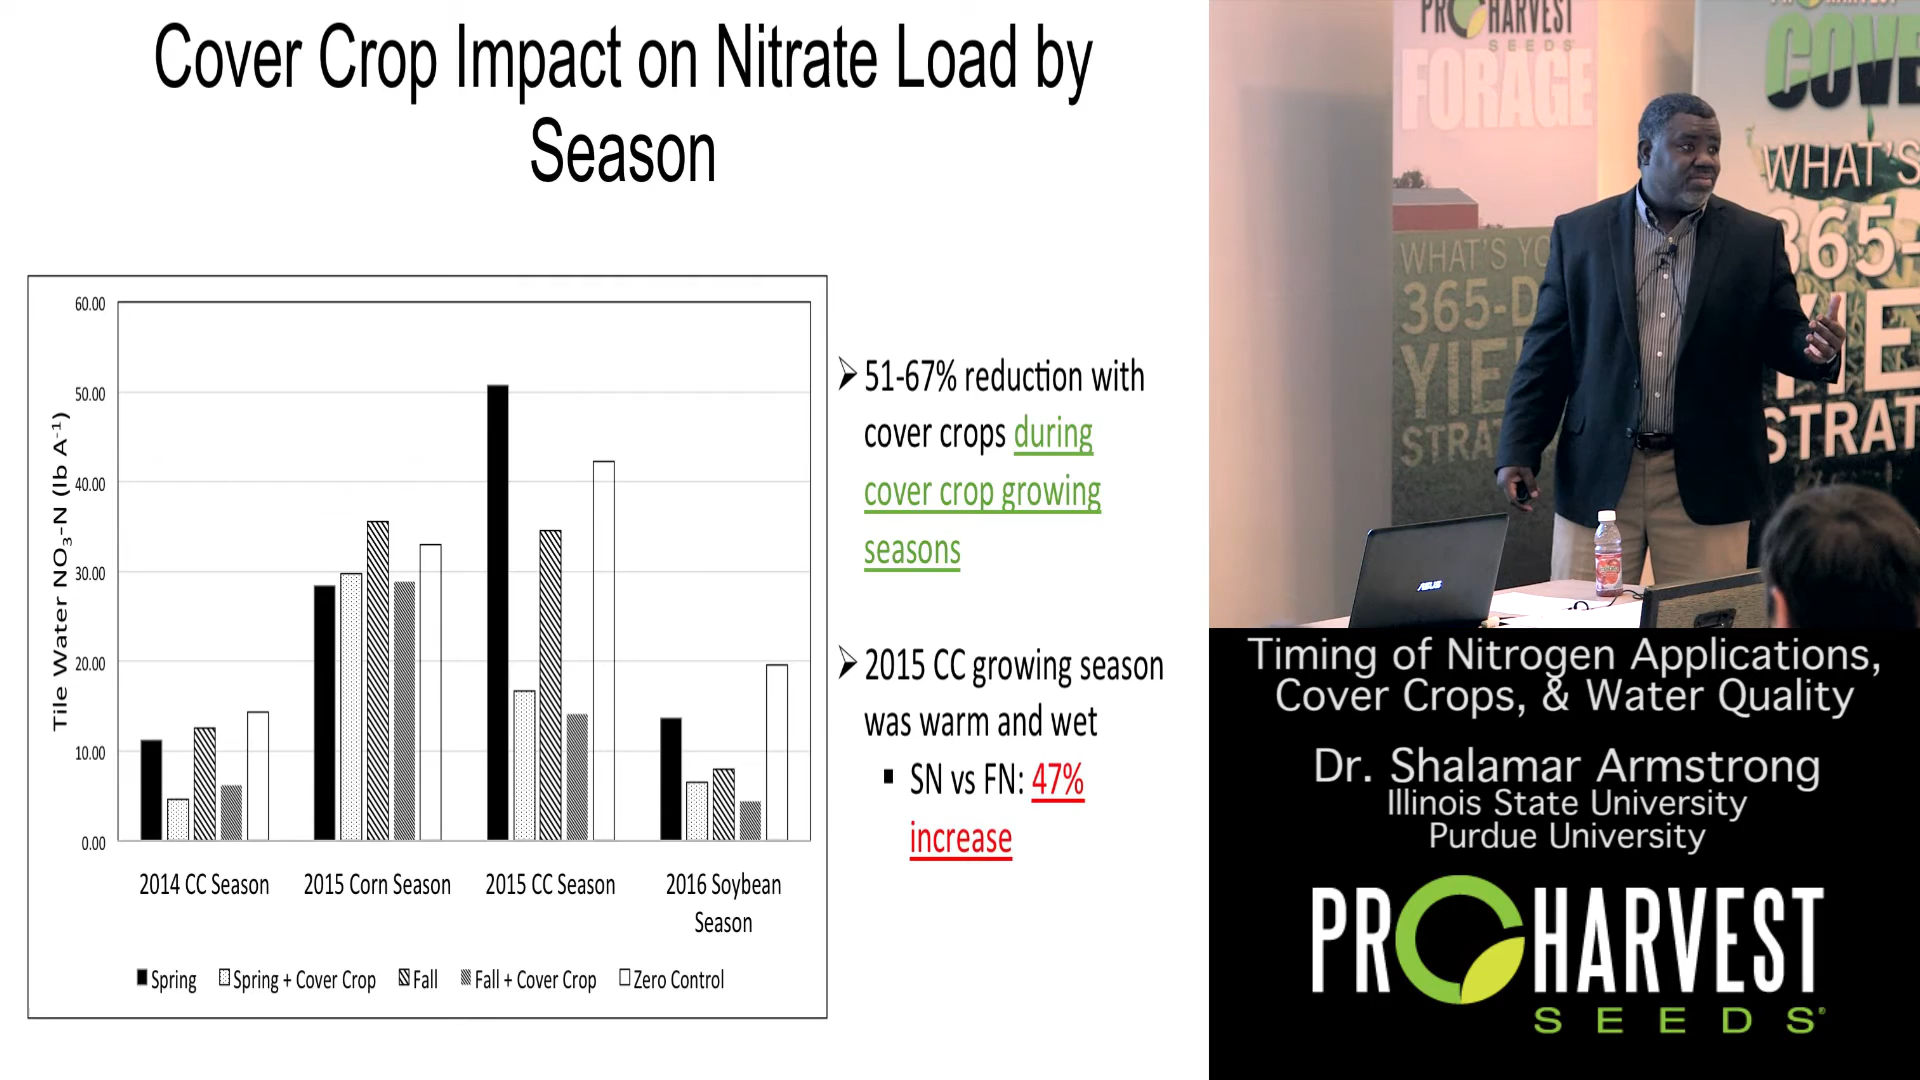 Cover Crop Impact on Nitrate Load by
Season
60.00
50.00
40.00
30.00
20.00
10.00
0.00
Tile Water NO₃-N (lb A⁻¹)
2014 CC Season
2015 Corn Season
2015 CC Season
2016 Soybean
Season
Spring
Spring + Cover Crop
Fall
Fall + Cover Crop
Zero Control
51-67% reduction with
cover crops during
cover crop growing
seasons
2015 CC growing season
was warm and wet
SN vs FN: 47%
increase
HARVEST
SEEDS
FORAGE
WHAT'S
365-
STRAT
ASUS
Timing of Nitrogen Applications,
Cover Crops, & Water Quality
Dr. Shalamar Armstrong
Illinois State University
Purdue University
PROHARVEST
SEEDS®